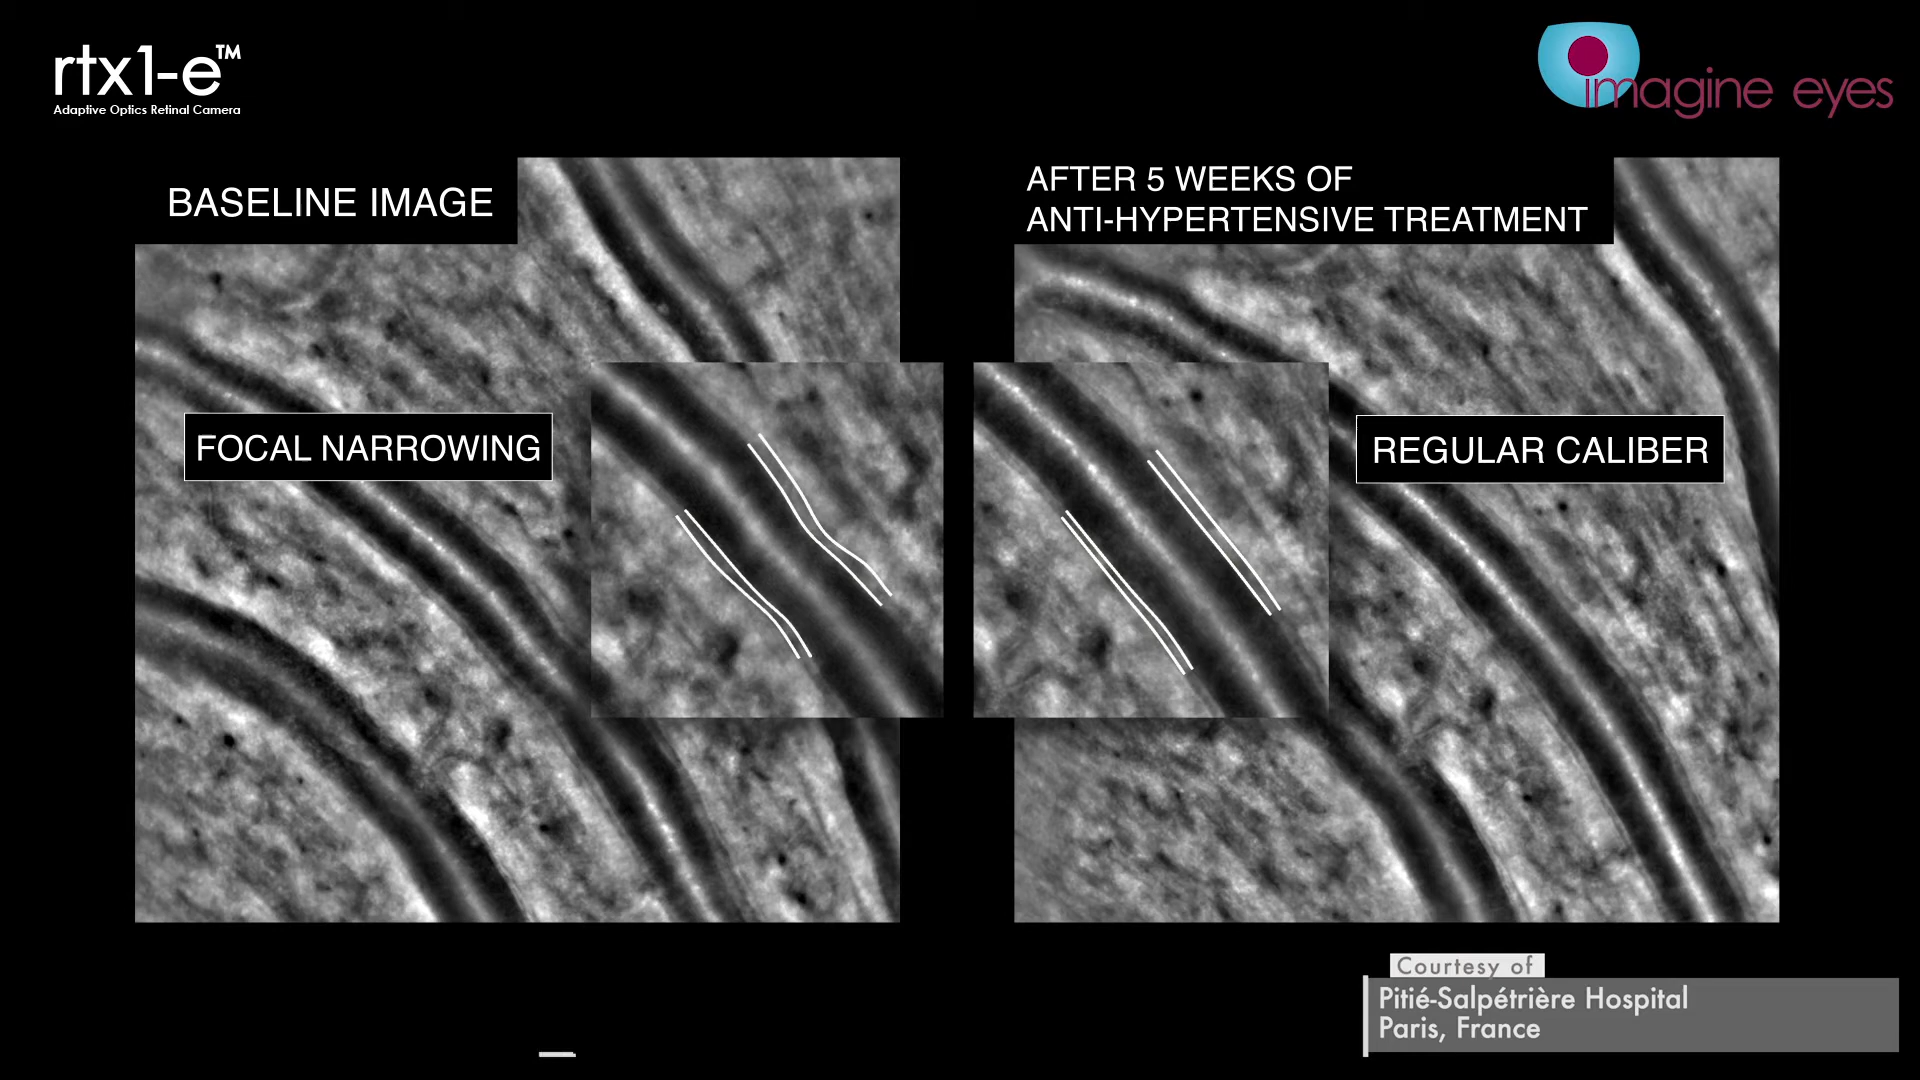 rtx1-e™
Adaptive Optics Retinal Camera
imagine eyes
BASELINE IMAGE
AFTER 5 WEEKS OF
ANTI-HYPERTENSIVE TREATMENT
FOCAL NARROWING
REGULAR CALIBER
Courtesy of
Pitié-Salpétrière Hospital
Paris, France